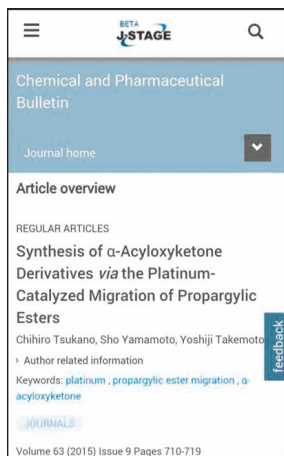 BETA
J-STAGE
Chemical and Pharmaceutical
Bulletin
Journal home
Article overview
REGULAR ARTICLES
Synthesis of α-Acyloxyketone
Derivatives via the Platinum-
Catalyzed Migration of Propargylic
Esters
Chihiro Tsukano, Sho Yamamoto, Yoshiji Takemoto
› Author related information
feedback
Keywords: platinum , propargylic ester migration , α-
acyloxyketone
JOURNALS
Volume 63 (2015) Issue 9 Pages 710-719